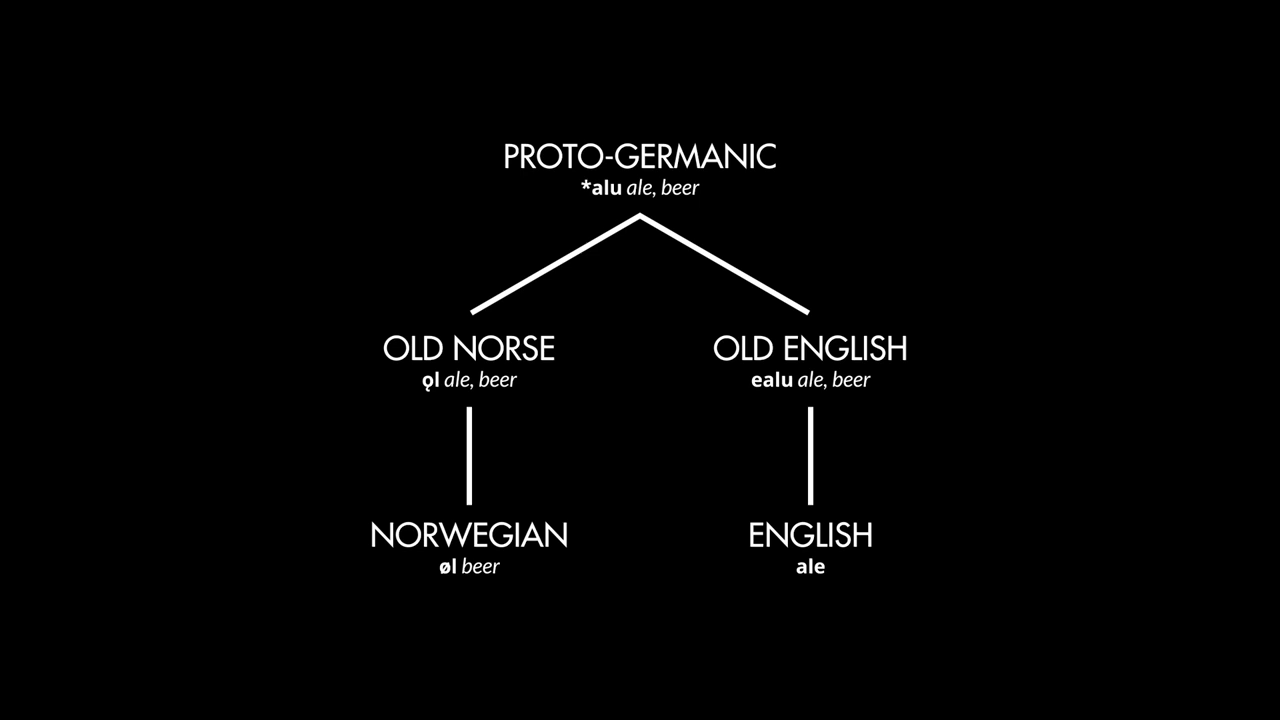 PROTO-GERMANIC
*alu ale, beer
OLD NORSE
ǫl ale, beer
OLD ENGLISH
ealu ale, beer
NORWEGIAN
øl beer
ENGLISH
ale